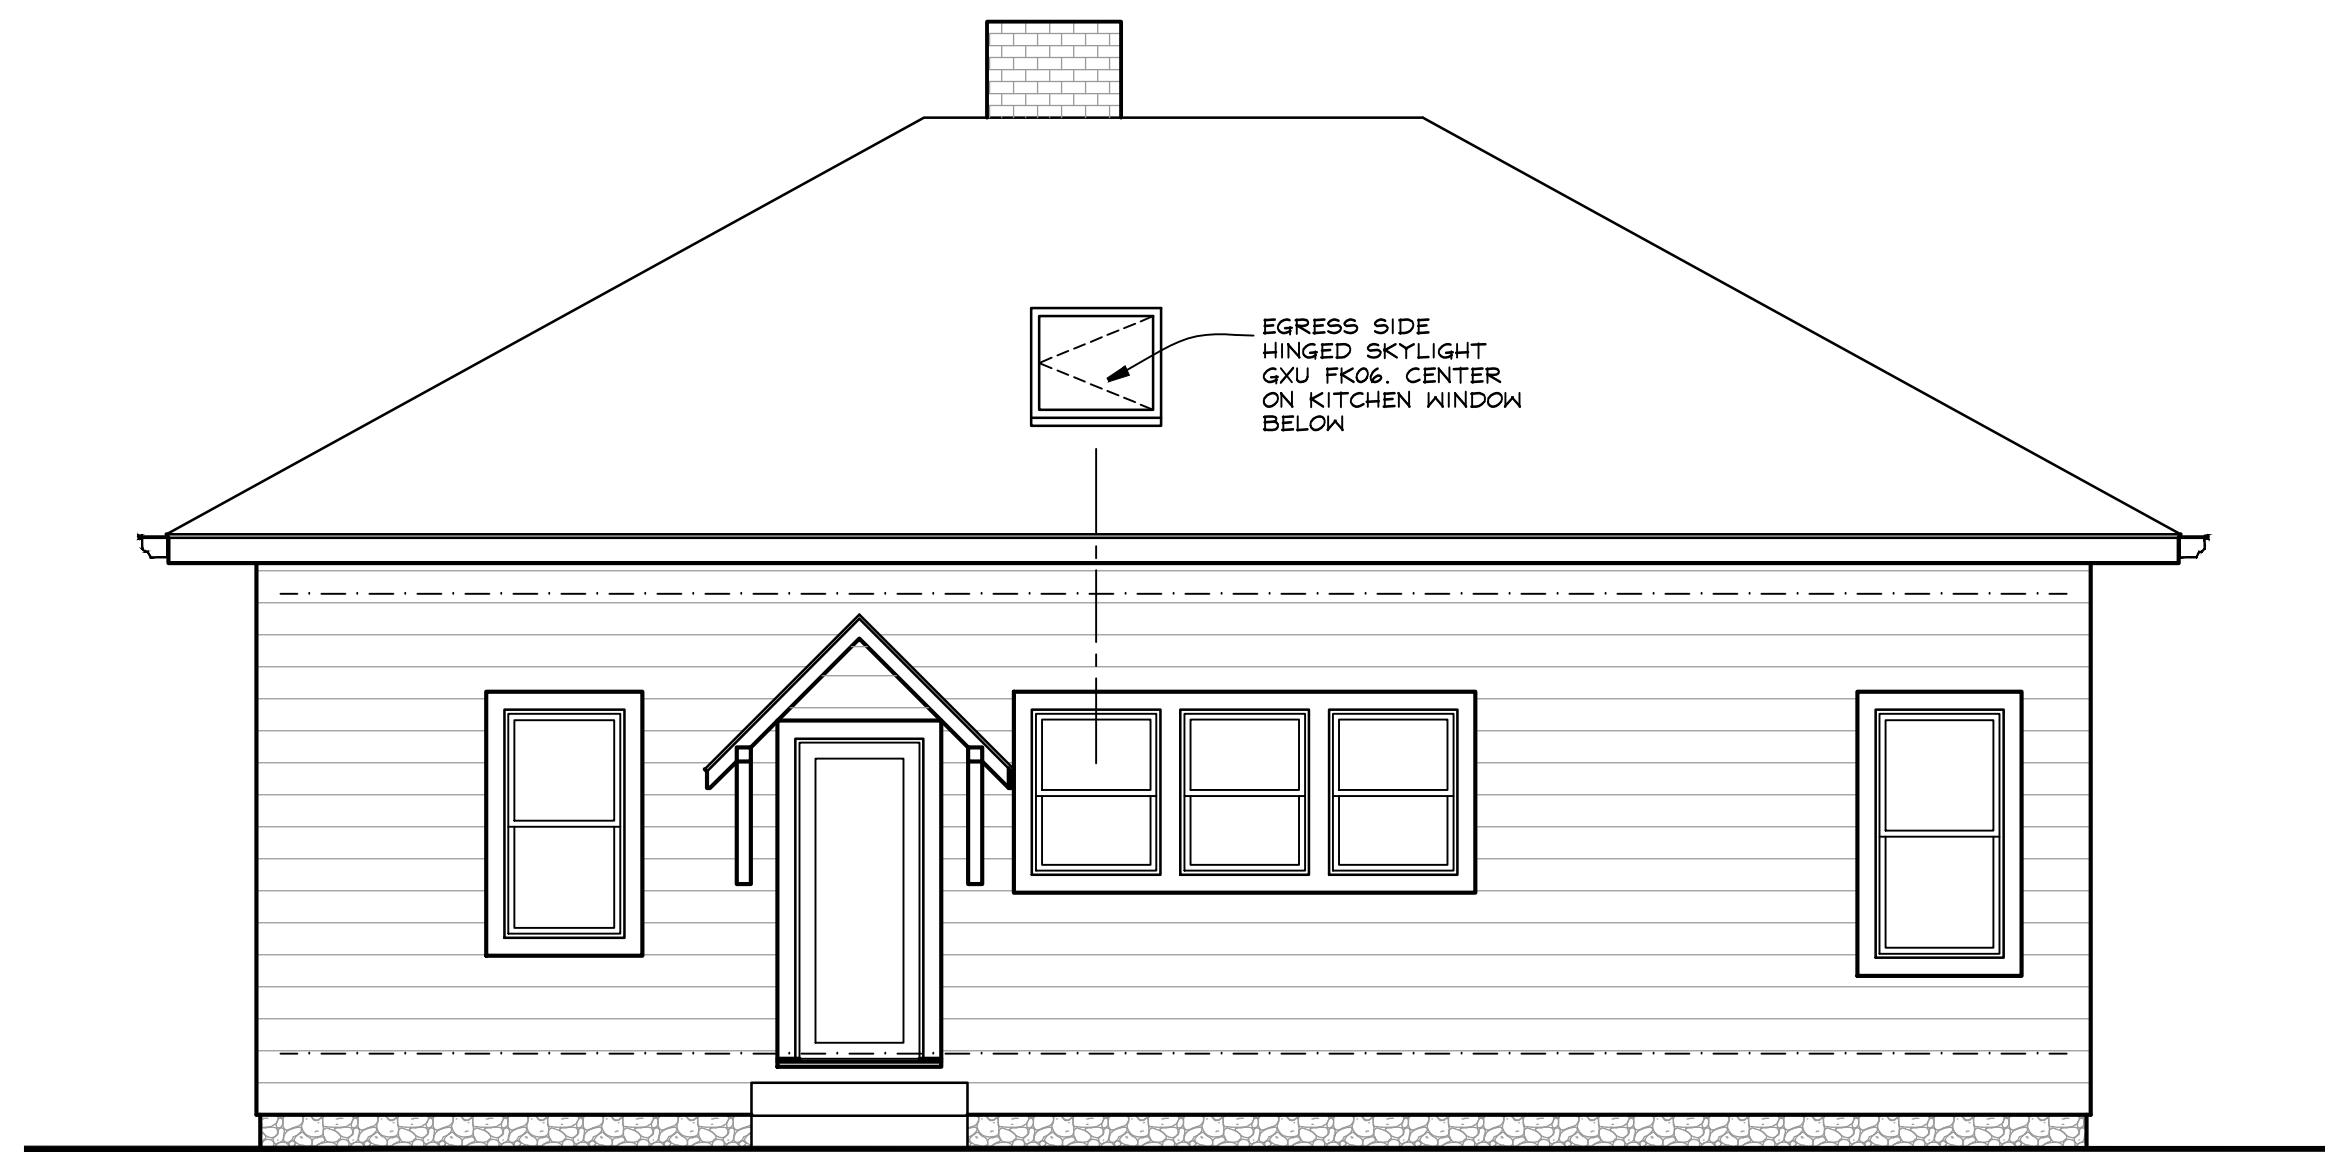 EGRESS SIDE
HINGED SKYLIGHT
GXU FK06. CENTER
ON KITCHEN WINDOW
BELOW